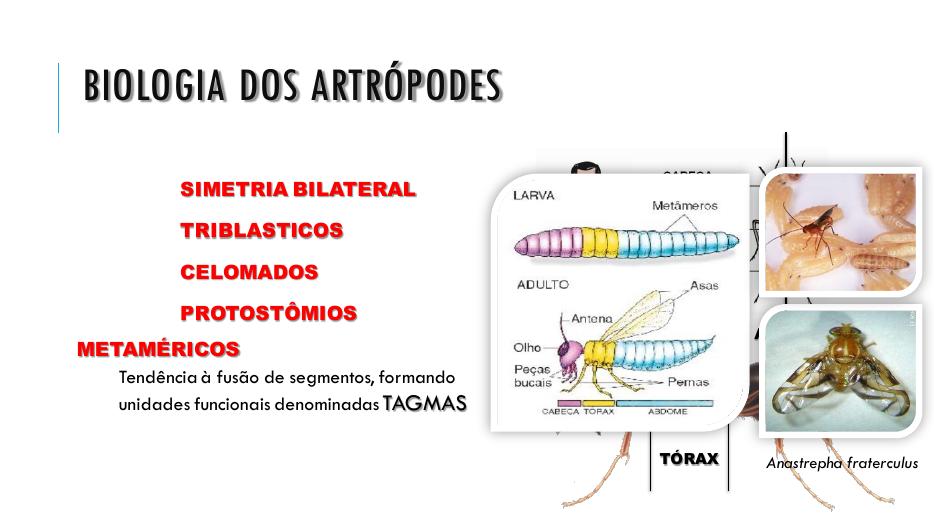 BIOLOGIA DOS ARTRÓPODES
SIMETRIA BILATERAL
TRIBLASTICOS
CELOMADOS
PROTOSTÔMIOS
METAMÉRICOS
Tendência à fusão de segmentos, formando
unidades funcionais denominadas TAGMAS
LARVA
Metâmeros
ADULTO
Asas
Antena
Olho
Peças
bucais
Pernas
CABEÇA TÓRAX ABDOME
TÓRAX
Anastrepha fraterculus